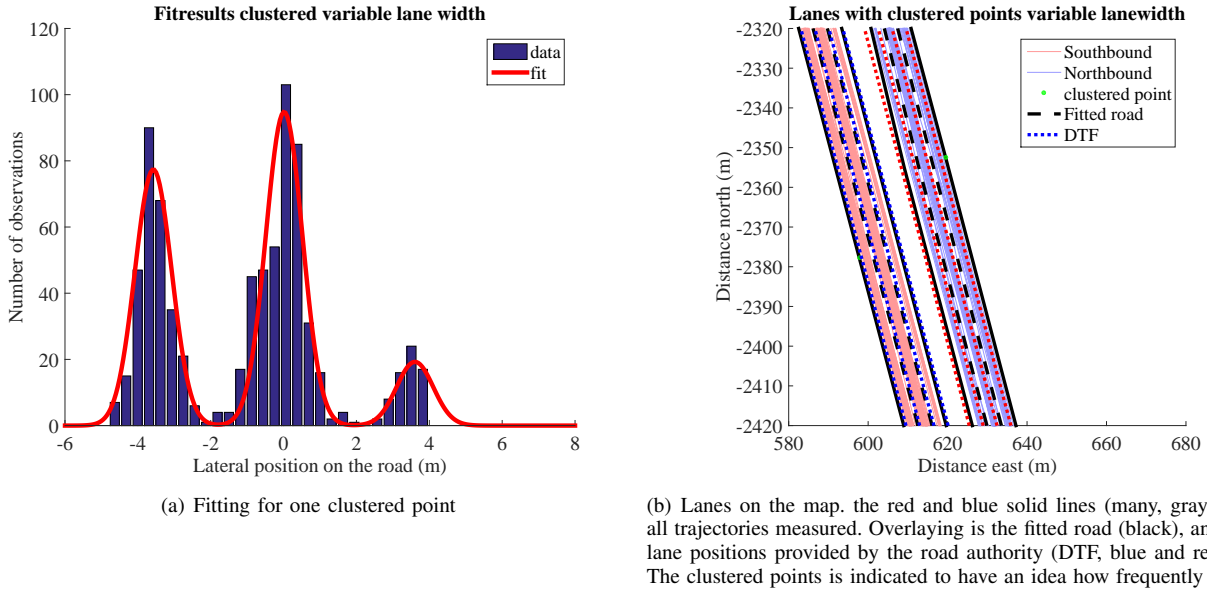 Fitresults clustered variable lane width
120
100
80
60
40
20
0
Number of observations
data
fit
-6 -4 -2 0 2 4 6 8
Lateral position on the road (m)
(a) Fitting for one clustered point
Lanes with clustered points variable lanewidth
-2320
-2330
-2340
-2350
-2360
-2370
-2380
-2390
-2400
-2410
-2420
Distance north (m)
Southbound
Northbound
clustered point
Fitted road
DTF
580 600 620 640 660 680
Distance east (m)
(b) Lanes on the map. the red and blue solid lines (many, gray
all trajectories measured. Overlaying is the fitted road (black), an
lane positions provided by the road authority (DTF, blue and re
The clustered points is indicated to have an idea how frequently